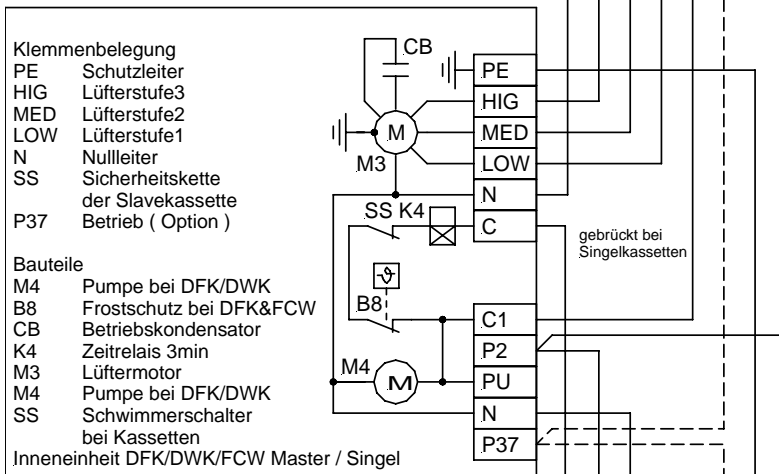 Klemmenbelegung
PE Schutzleiter
HIG Lüfterstufe3
MED Lüfterstufe2
LOW Lüfterstufe1
N Nullleiter
SS Sicherheitskette
der Slavekassette
P37 Betrieb ( Option )
Bauteile
M4 Pumpe bei DFK/DWK
B8 Frostschutz bei DFK&FCW
CB Betriebskondensator
K4 Zeitrelais 3min
M3 Lüftermotor
M4 Pumpe bei DFK/DWK
SS Schwimmerschalter
bei Kassetten
Inneneinheit DFK/DWK/FCW Master / Singel
CB
M
M3
SS K4
ϑ
B8
M4
M
PE
HIG
MED
LOW
N
C
C1
P2
PU
N
P37
gebrückt bei
Singelkassetten